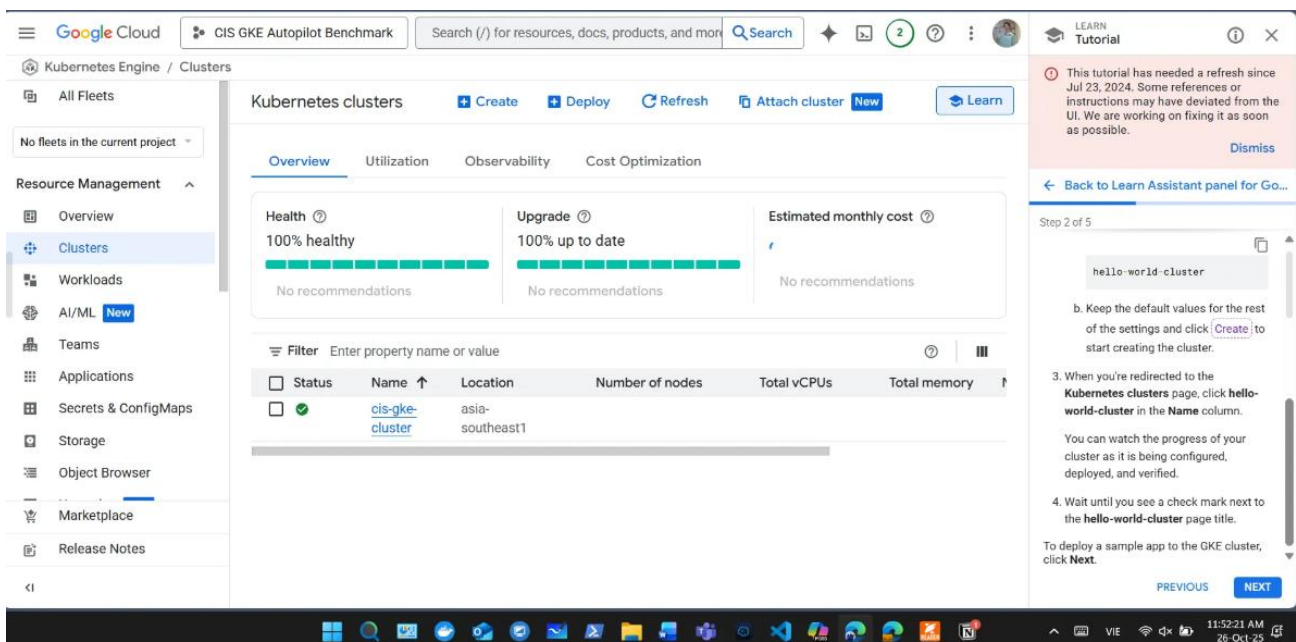 Google Cloud
CIS GKE Autopilot Benchmark
Search (/) for resources, docs, products, and more
Search
2
Kubernetes Engine / Clusters
All Fleets
No fleets in the current project
Resource Management
Overview
Clusters
Workloads
AI/ML New
Teams
Applications
Secrets & ConfigMaps
Storage
Object Browser
Marketplace
Release Notes
Kubernetes clusters
Create
Deploy
Refresh
Attach cluster New
Learn
Overview
Utilization
Observability
Cost Optimization
Health
100% healthy
No recommendations
Upgrade
100% up to date
No recommendations
Estimated monthly cost
No recommendations
Filter Enter property name or value
Status Name Location Number of nodes Total vCPUs Total memory
cis-gke-
cluster
asia-
southeast1
LEARN
Tutorial
This tutorial has needed a refresh since
Jul 23, 2024. Some references or
instructions may have deviated from the
UI. We are working on fixing it as soon
as possible.
Dismiss
Back to Learn Assistant panel for Go...
Step 2 of 5
hello-world-cluster
b. Keep the default values for the rest
of the settings and click Create to
start creating the cluster.
3. When you're redirected to the
Kubernetes clusters page, click hello-
world-cluster in the Name column.
You can watch the progress of your
cluster as it is being configured,
deployed, and verified.
4. Wait until you see a check mark next to
the hello-world-cluster page title.
To deploy a sample app to the GKE cluster,
click Next.
PREVIOUS
NEXT
VIE
11:52:21 AM
26-Oct-25